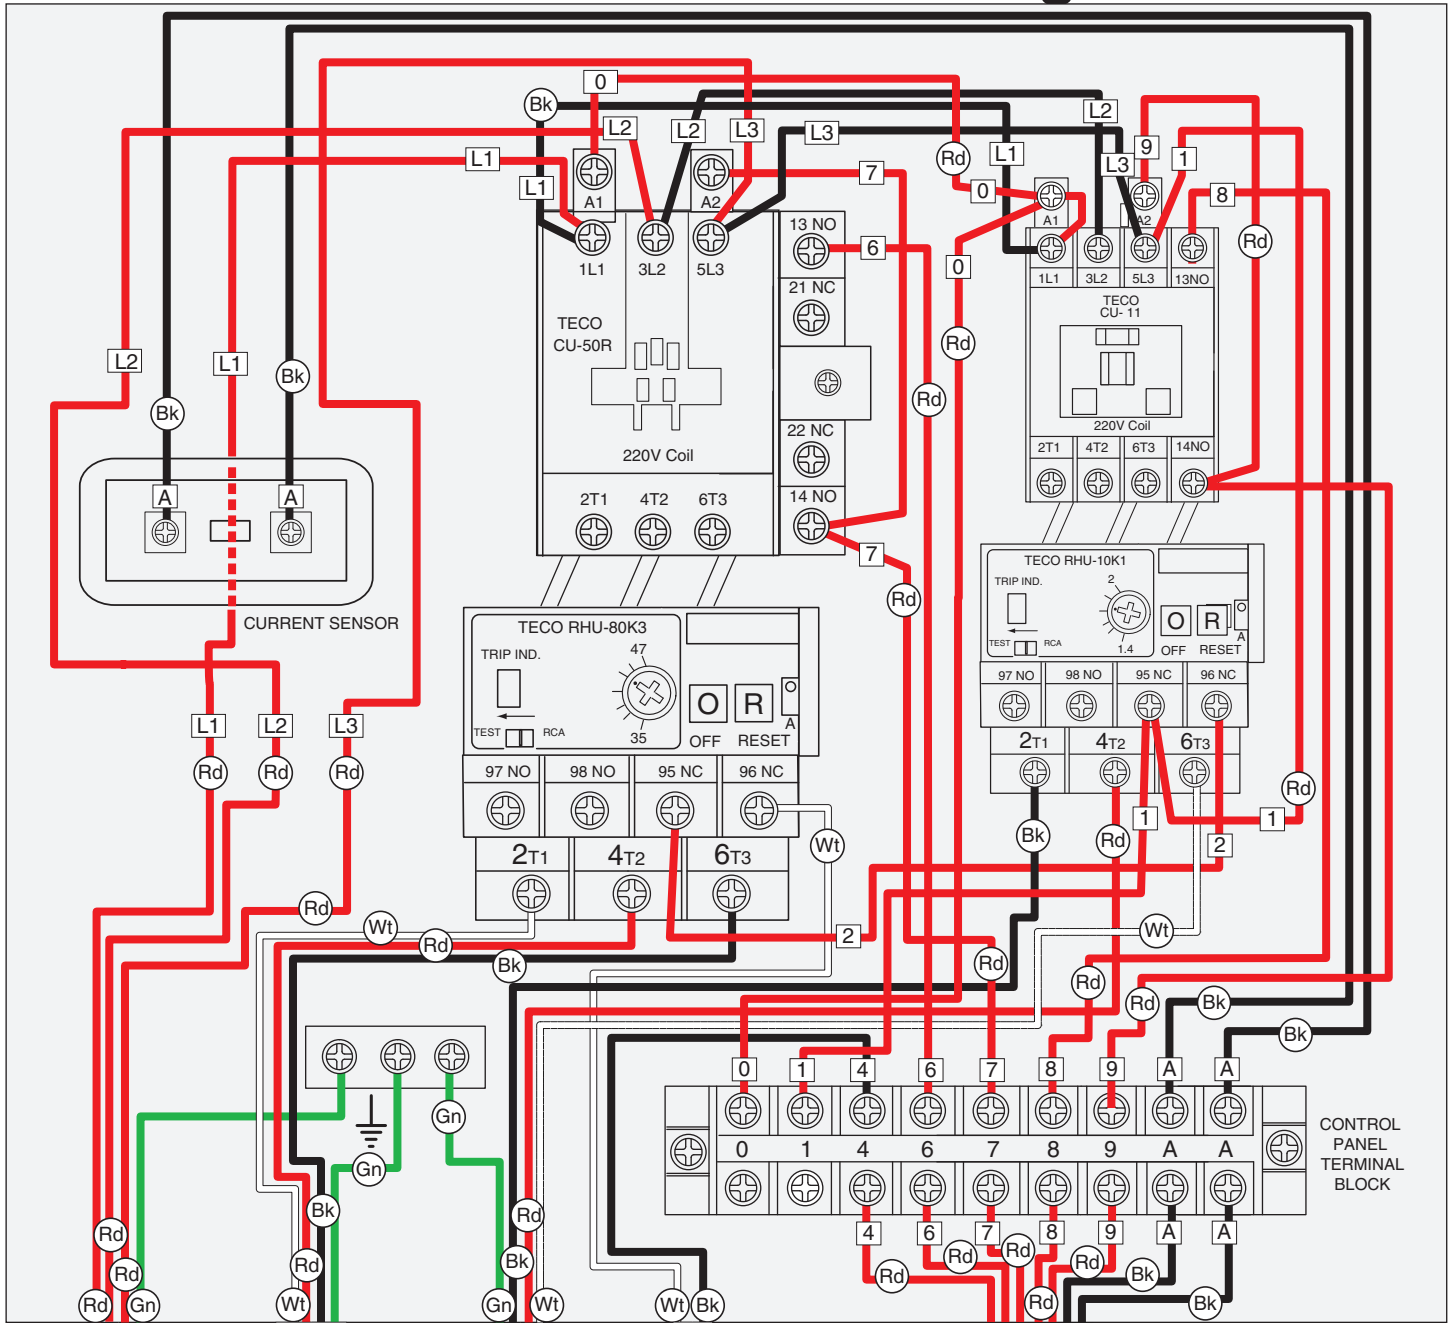 0
Bk
L2
L2
L2
L3
L3
9
1
L1
L1
L1
L3
Rd
7
0
8
A1
A2
A1
A2
13 NO
6
Rd
1L1
3L2
5L3
0
1L1
3L2
5L3
13NO
21 NC
TECO
CU-50R
TECO
CU- 11
Rd
L2
L1
Bk
Bk
Rd
220V Coil
22 NC
220V Coil
2T1
4T2
6T3
14NO
A
A
2T1
4T2
6T3
14 NO
7
TECO RHU-10K1
TRIP IND.
2
Rd
CURRENT SENSOR
TECO RHU-80K3
O
R
A
TEST
RCA
1.4
OFF
RESET
TRIP IND.
47
97 NO
98 NO
95 NC
96 NC
O
R
L1
L2
L3
TEST
RCA
35
OFF
RESET
A
2T1
4T2
6T3
Rd
Rd
Rd
97 NO
98 NO
95 NC
96 NC
Rd
1
1
Bk
Rd
2
Wt
2T1
4T2
6T3
Rd
Wt
Rd
2
Wt
Bk
Rd
Rd
Rd
Bk
Bk
0
1
4
6
7
8
9
A
A
Gn
CONTROL
PANEL
TERMINAL
BLOCK
0
1
4
6
7
8
9
A
A
Gn
Bk
Rd
Rd
4
6
7
8
9
A
A
Rd
Rd
Bk
Rd
Rd
Rd
Rd
Bk
Rd
Gn
Wt
Gn
Wt
Wt
Bk
Rd
Bk